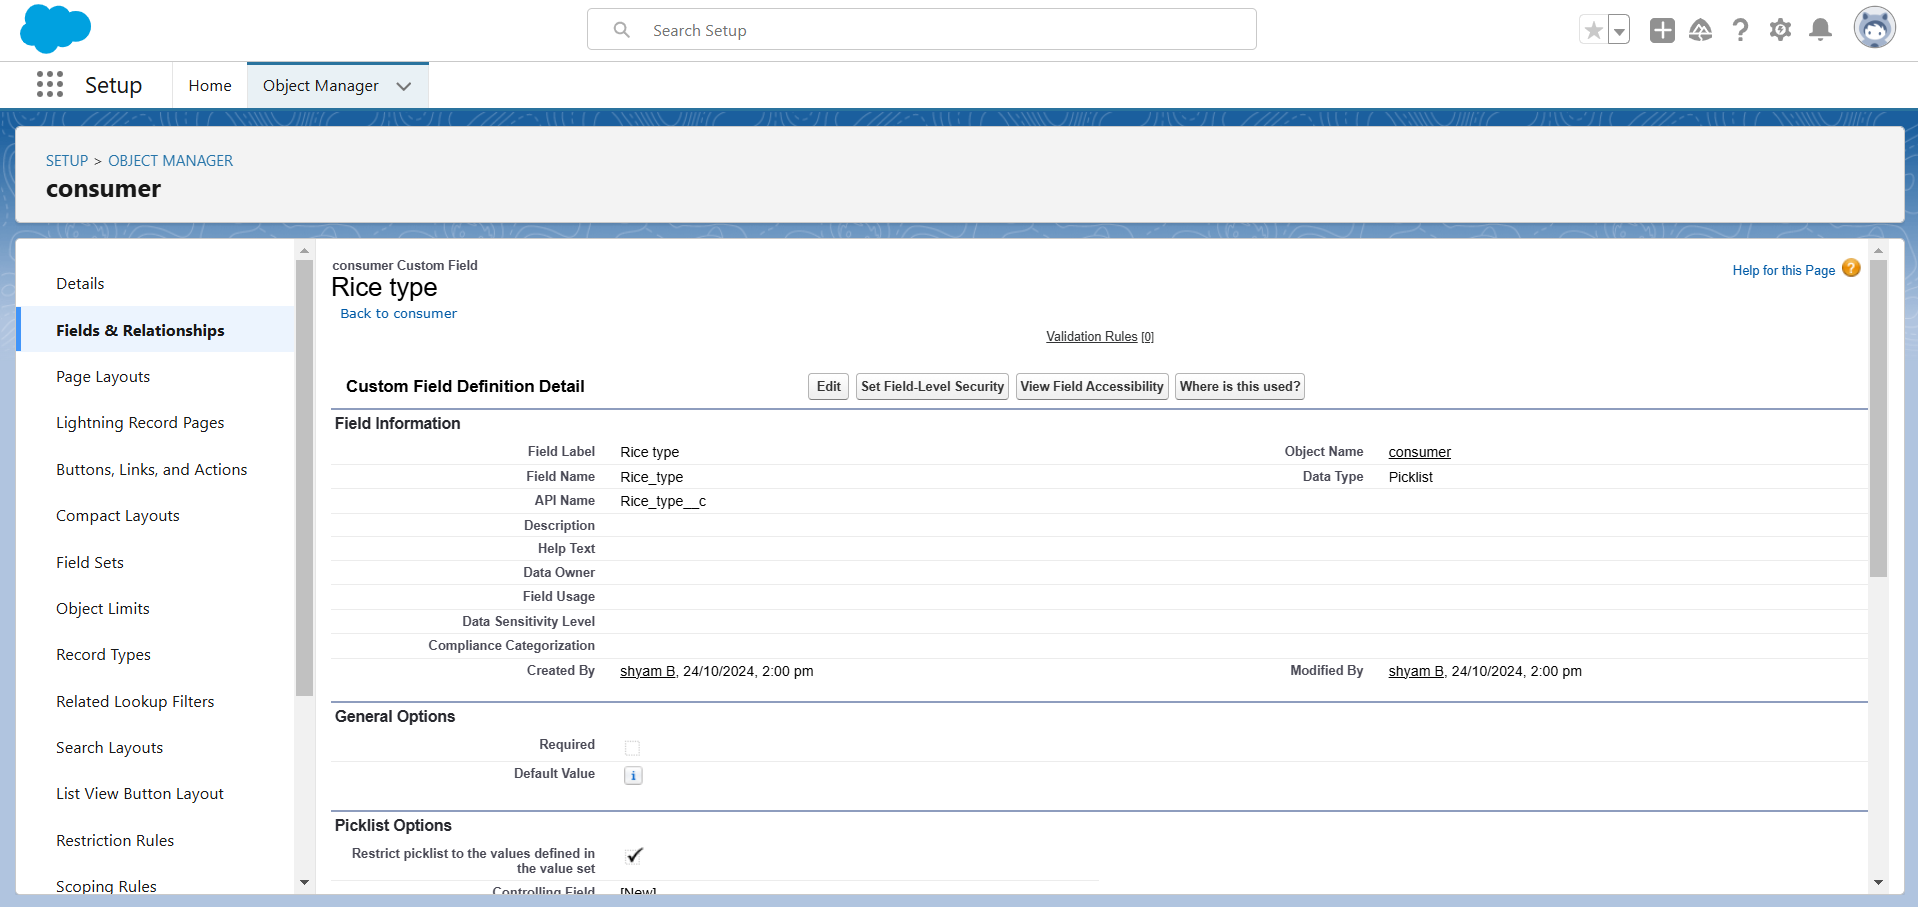 Search Setup
Setup
Home
Object Manager
SETUP > OBJECT MANAGER
consumer
Details
Fields & Relationships
Page Layouts
Lightning Record Pages
Buttons, Links, and Actions
Compact Layouts
Field Sets
Object Limits
Record Types
Related Lookup Filters
Search Layouts
List View Button Layout
Restriction Rules
Scoping Rules
consumer Custom Field
Rice type
Back to consumer
Help for this Page ?
Validation Rules [0]
Custom Field Definition Detail
Edit
Set Field-Level Security
View Field Accessibility
Where is this used?
Field Information
Field Label Rice type
Object Name consumer
Field Name Rice_type
Data Type Picklist
API Name Rice_type__c
Description
Help Text
Data Owner
Field Usage
Data Sensitivity Level
Compliance Categorization
Created By shyam B, 24/10/2024, 2:00 pm
Modified By shyam B, 24/10/2024, 2:00 pm
General Options
Required
Default Value i
Picklist Options
Restrict picklist to the values defined in
the value set
Controlling Field [New]